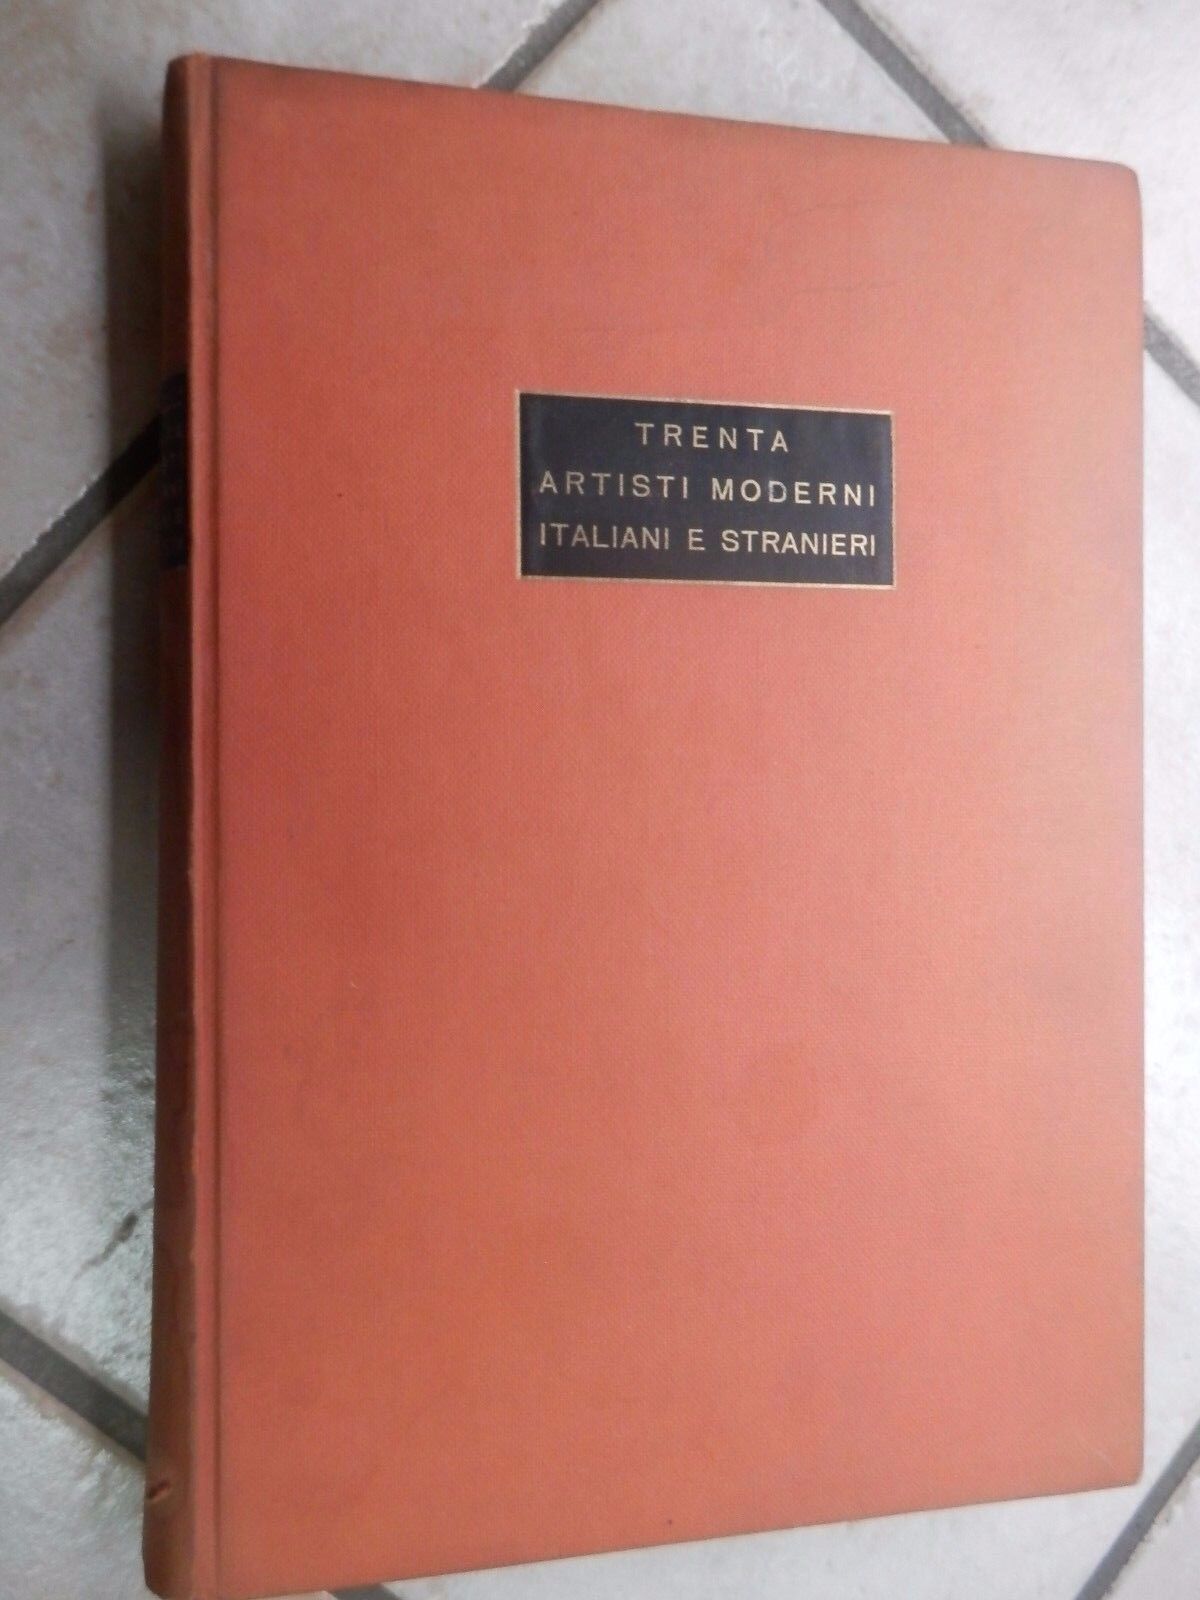 TRENTA
ARTISTI MODERNI
ITALIANI E STRANIERI